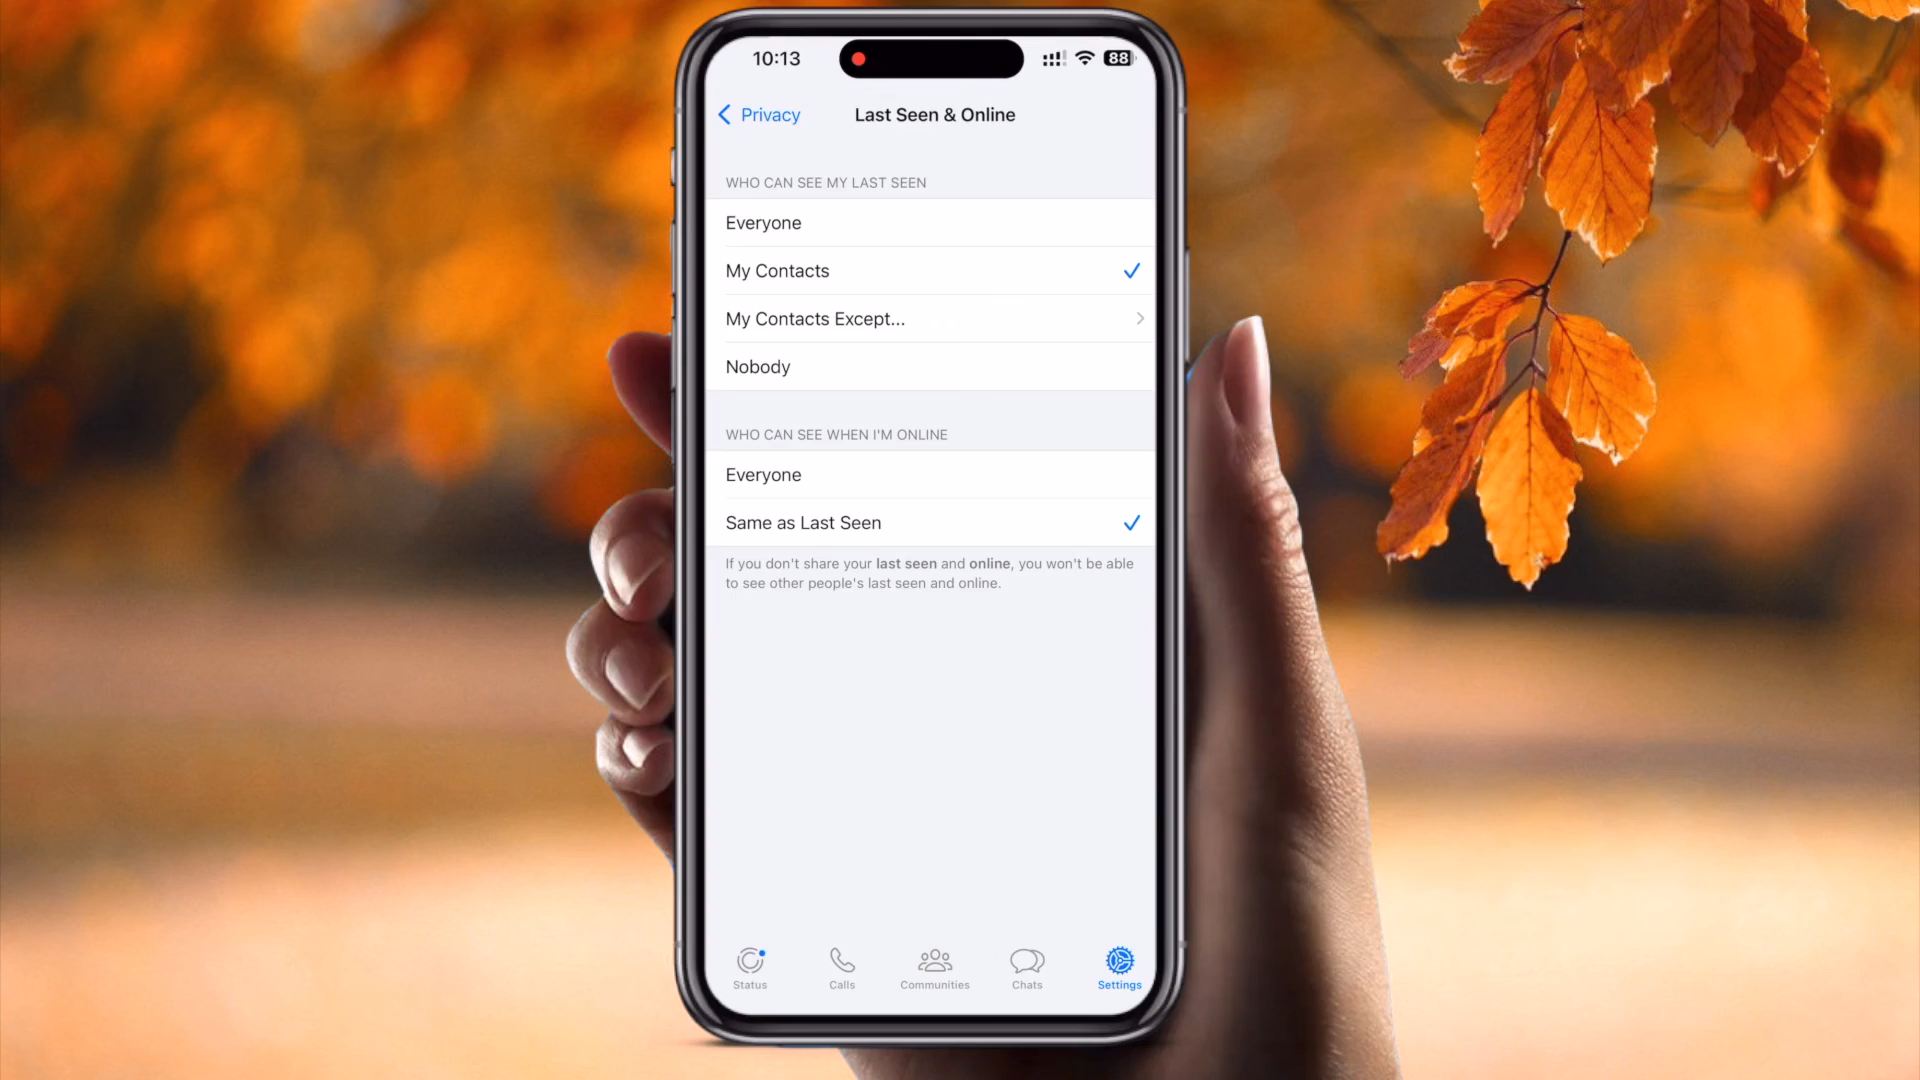 10:13
88
Privacy
Last Seen & Online
WHO CAN SEE MY LAST SEEN
Everyone
My Contacts
My Contacts Except...
Nobody
WHO CAN SEE WHEN I'M ONLINE
Everyone
Same as Last Seen
If you don't share your last seen and online, you won't be able
to see other people's last seen and online.
Status
Calls
Communities
Chats
Settings